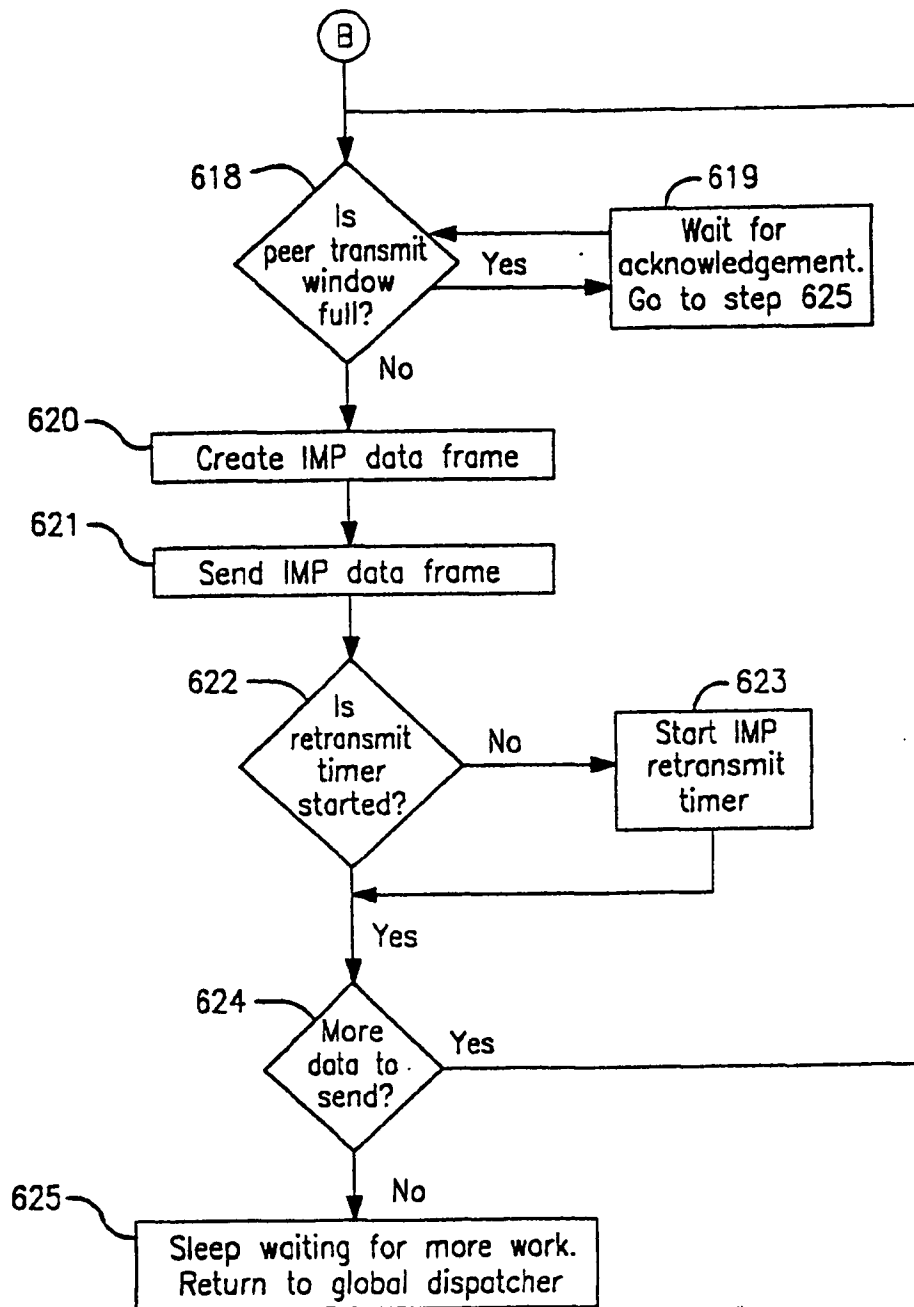 B
618
Is
peer transmit
window
full?
Yes
No
619
Wait for
acknowledgement.
Go to step 625
620
Create IMP data frame
621
Send IMP data frame
622
Is
retransmit
timer
started?
No
Yes
623
Start IMP
retransmit
timer
624
More
data to
send?
Yes
No
625
Sleep waiting for more work.
Return to global dispatcher